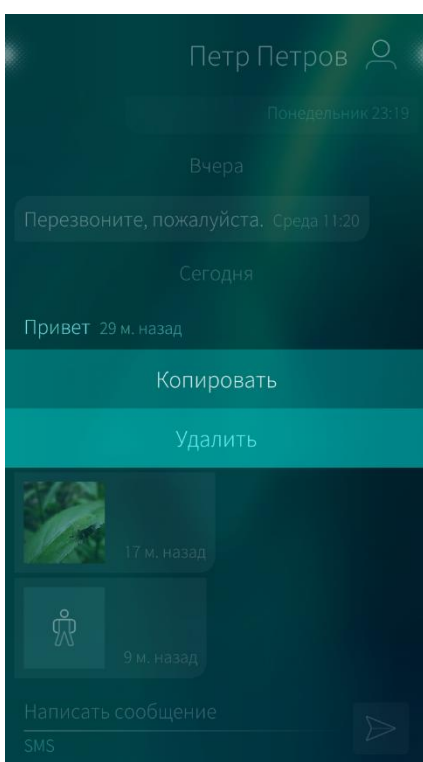 Петр Петров
Понедельник 23:19
Вчера
Перезвоните, пожалуйста. Среда 11:20
Сегодня
Привет 29 м. назад
Копировать
Удалить
17 м. назад
9 м. назад
Написать сообщение
SMS